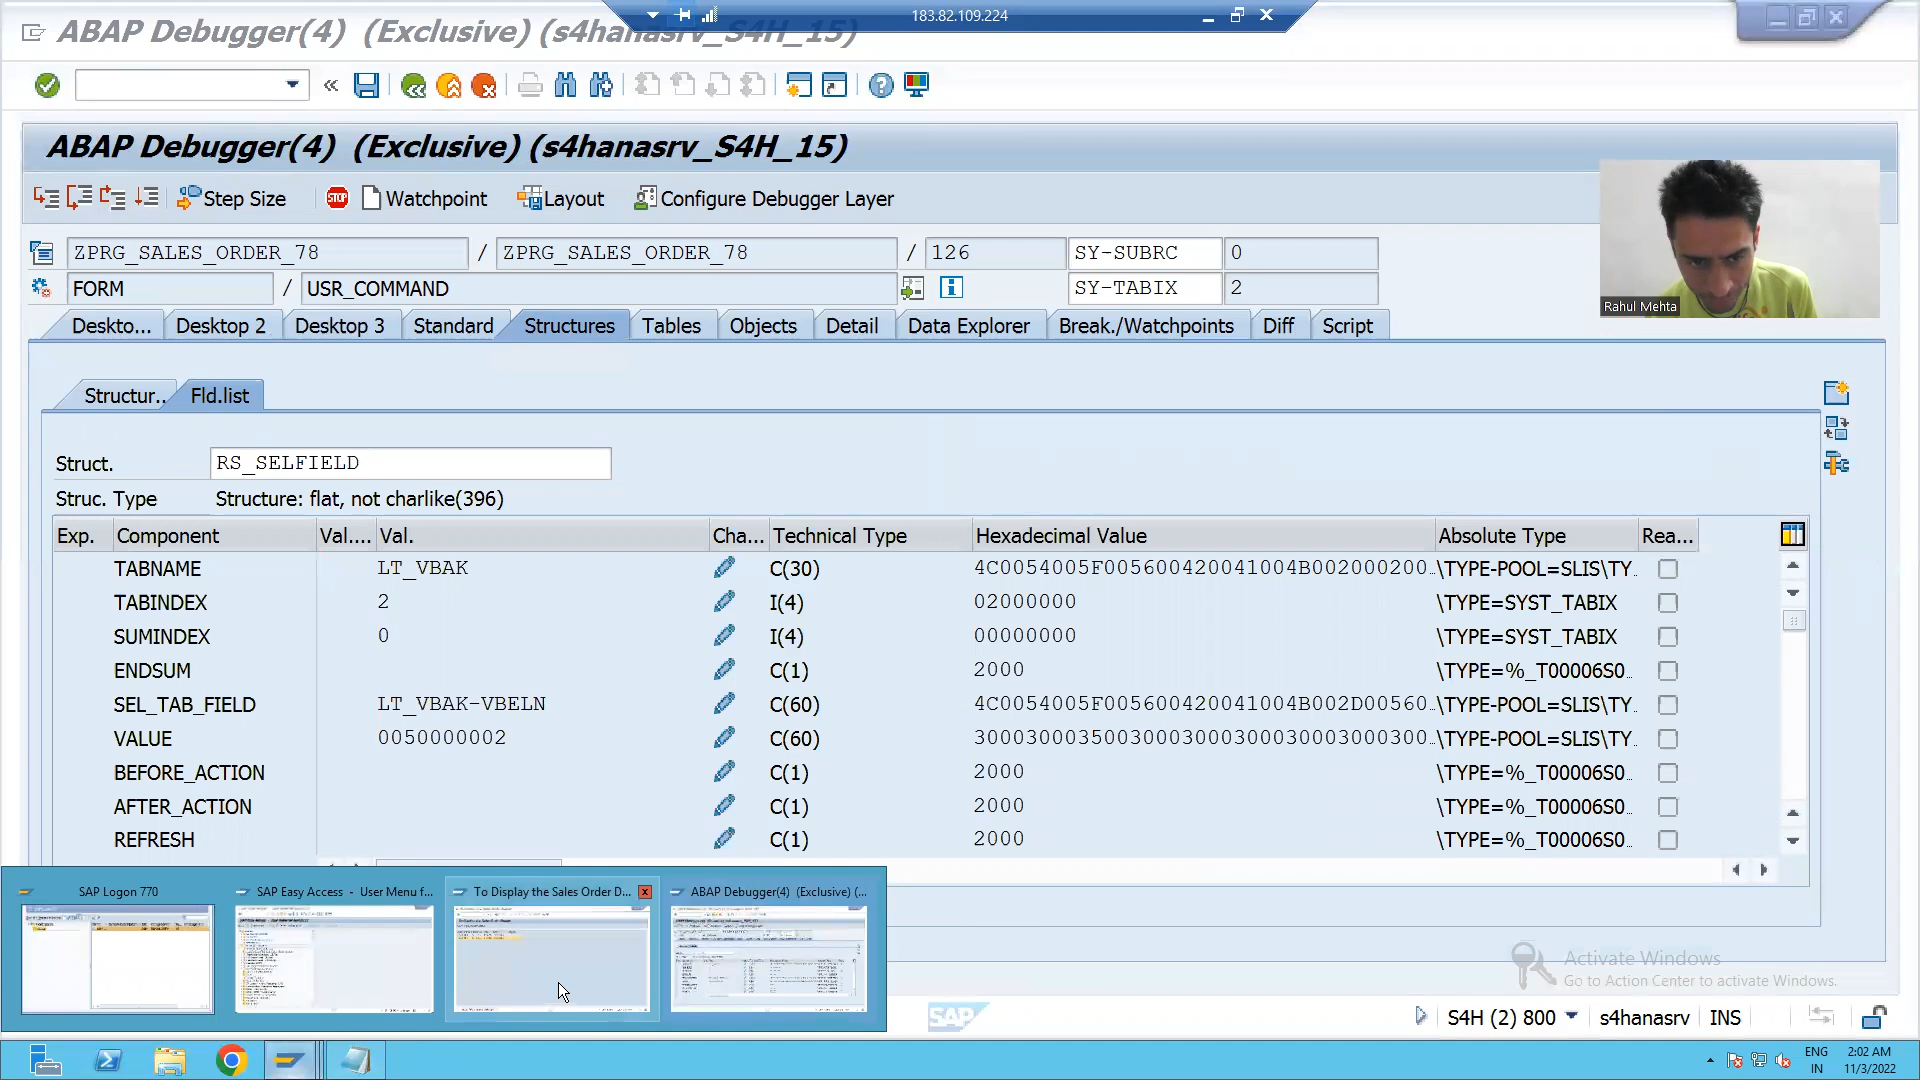 183.82.109.224
ABAP Debugger(4) (Exclusive) (s4hanasrv_S4H_15)
ABAP Debugger(4) (Exclusive) (s4hanasrv_S4H_15)
Step Size STOP Watchpoint Layout Configure Debugger Layer
Rahul Mehta
ZPRG_SALES_ORDER_78 / ZPRG_SALES_ORDER_78 / 126 SY-SUBRC 0
FORM / USR_COMMAND SY-TABIX 2
Deskto... Desktop 2 Desktop 3 Standard Structures Tables Objects Detail Data Explorer Break./Watchpoints Diff Script
Structur.. Fld.list
Struct. RS_SELFIELD
Struc. Type Structure: flat, not charlike(396)
Exp. Component Val.... Val. Cha... Technical Type Hexadecimal Value Absolute Type Rea...
TABNAME LT_VBAK C(30) 4C0054005F005600420041004B002000200... \TYPE-POOL=SLIS\TY...
TABINDEX 2 I(4) 02000000 \TYPE=SYST_TABIX
SUMINDEX 0 I(4) 00000000 \TYPE=SYST_TABIX
ENDSUM C(1) 2000 \TYPE=%_T00006S0...
SEL_TAB_FIELD LT_VBAK-VBELN C(60) 4C0054005F005600420041004B002D00560... \TYPE-POOL=SLIS\TY...
VALUE 0050000002 C(60) 30003000350030003000300030003000300... \TYPE-POOL=SLIS\TY...
BEFORE_ACTION C(1) 2000 \TYPE=%_T00006S0...
AFTER_ACTION C(1) 2000 \TYPE=%_T00006S0...
REFRESH C(1) 2000 \TYPE=%_T00006S0...
SAP Logon 770 SAP Easy Access - User Menu f... To Display the Sales Order D... ABAP Debugger(4) (Exclusive) (...
Activate Windows
Go to Action Center to activate Windows.
SAP S4H (2) 800 s4hanasrv INS
ENG 2:02 AM
IN 11/3/2022